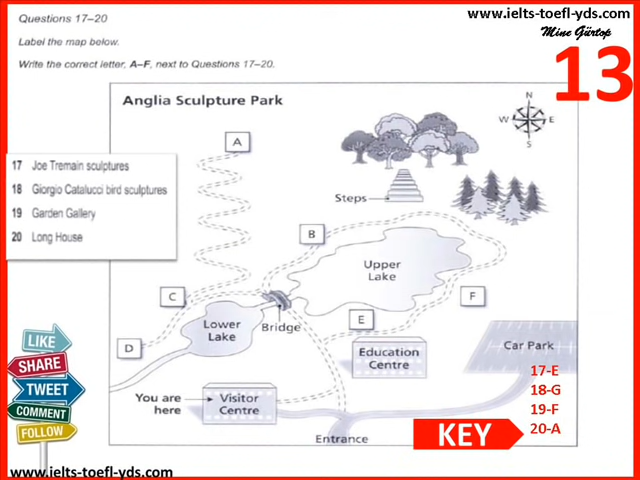 Questions 17–20
www.ielts-toefl-yds.com
Mine Gürtop
Label the map below.
Write the correct letter, A–F, next to Questions 17–20.
13
Anglia Sculpture Park
N
W E
S
A
17 Joe Tremain sculptures
18 Giorgio Catalucci bird sculptures
19 Garden Gallery
20 Long House
Steps
B
Upper
Lake
C
F
Bridge
Lower
Lake
E
D
Education
Centre
Car Park
LIKE
SHARE
TWEET
COMMENT
FOLLOW
You are
here
Visitor
Centre
Entrance
KEY
17-E
18-G
19-F
20-A
www.ielts-toefl-yds.com